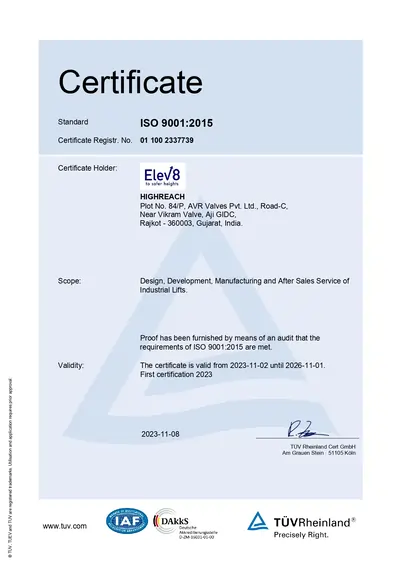 Certificate
Standard ISO 9001:2015
Certificate Registr. No. 01 100 2337739
Certificate Holder:
Elev8
to safer heights
HIGHREACH
Plot No. 84/P, AVR Valves Pvt. Ltd., Road-C,
Near Vikram Valve, Aji GIDC,
Rajkot - 360003, Gujarat, India.
Scope: Design, Development, Manufacturing and After Sales Service of
Industrial Lifts.
Proof has been furnished by means of an audit that the
requirements of ISO 9001:2015 are met.
Validity: The certificate is valid from 2023-11-02 until 2026-11-01.
First certification 2023
2023-11-08
TÜV Rheinland Cert GmbH
Am Grauen Stein · 51105 Köln
® TÜV, TUEV and TUV are registered trademarks. Utilisation and application requires prior approval.
www.tuv.com
IAF
DAkkS
Deutsche
Akkreditierungsstelle
D-ZM-16031-01-00
TÜVRheinland®
Precisely Right.